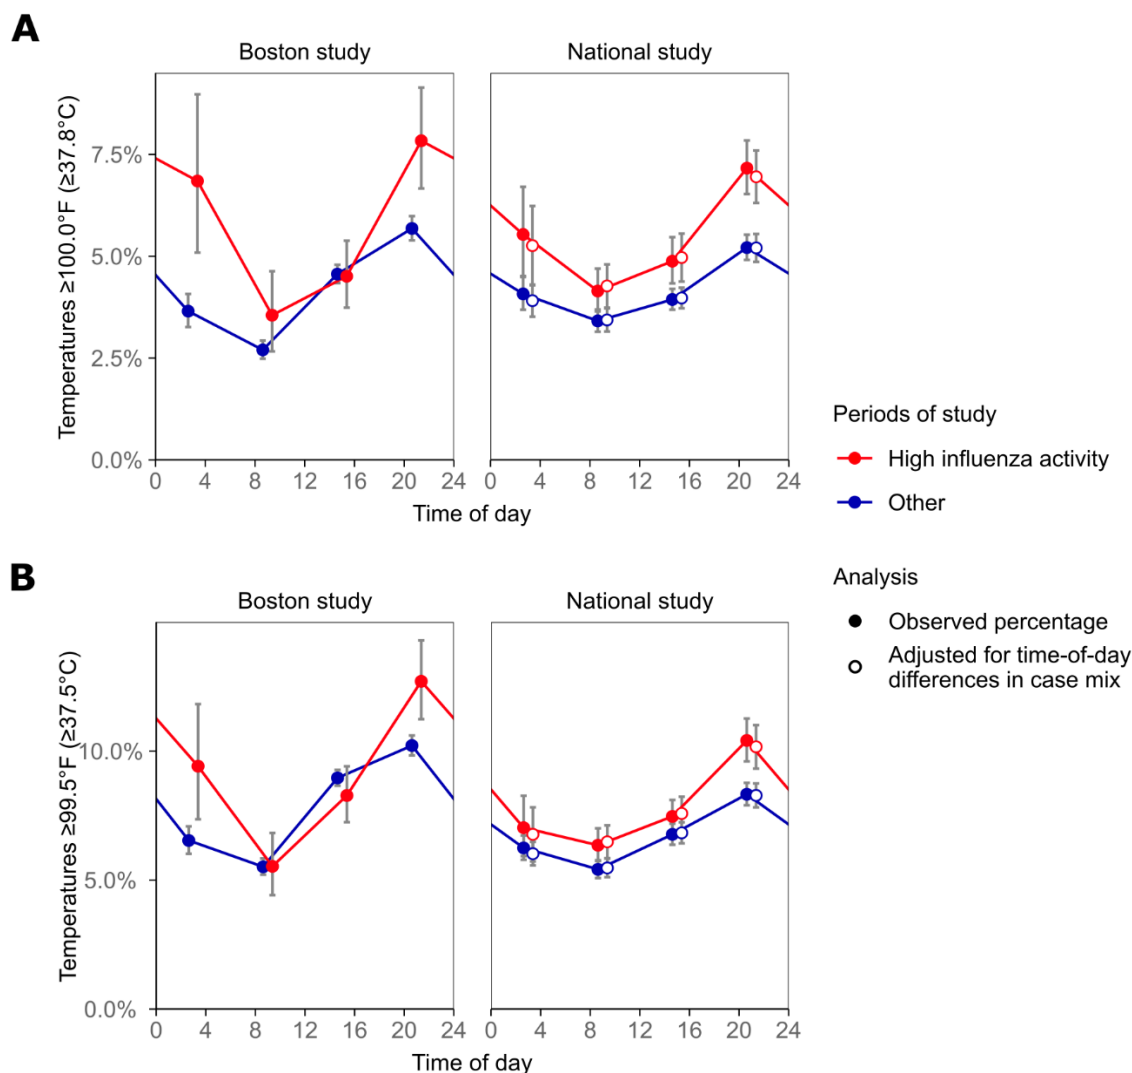 A
Boston study
National study
Temperatures ≥100.0°F (≥37.8°C)
7.5%
5.0%
2.5%
0.0%
0 4 8 12 16 20 24
0 4 8 12 16 20 24
Time of day
Periods of study
High influenza activity
Other
Analysis
Observed percentage
Adjusted for time-of-day
differences in case mix
B
Boston study
National study
Temperatures ≥99.5°F (≥37.5°C)
10.0%
5.0%
0.0%
0 4 8 12 16 20 24
0 4 8 12 16 20 24
Time of day